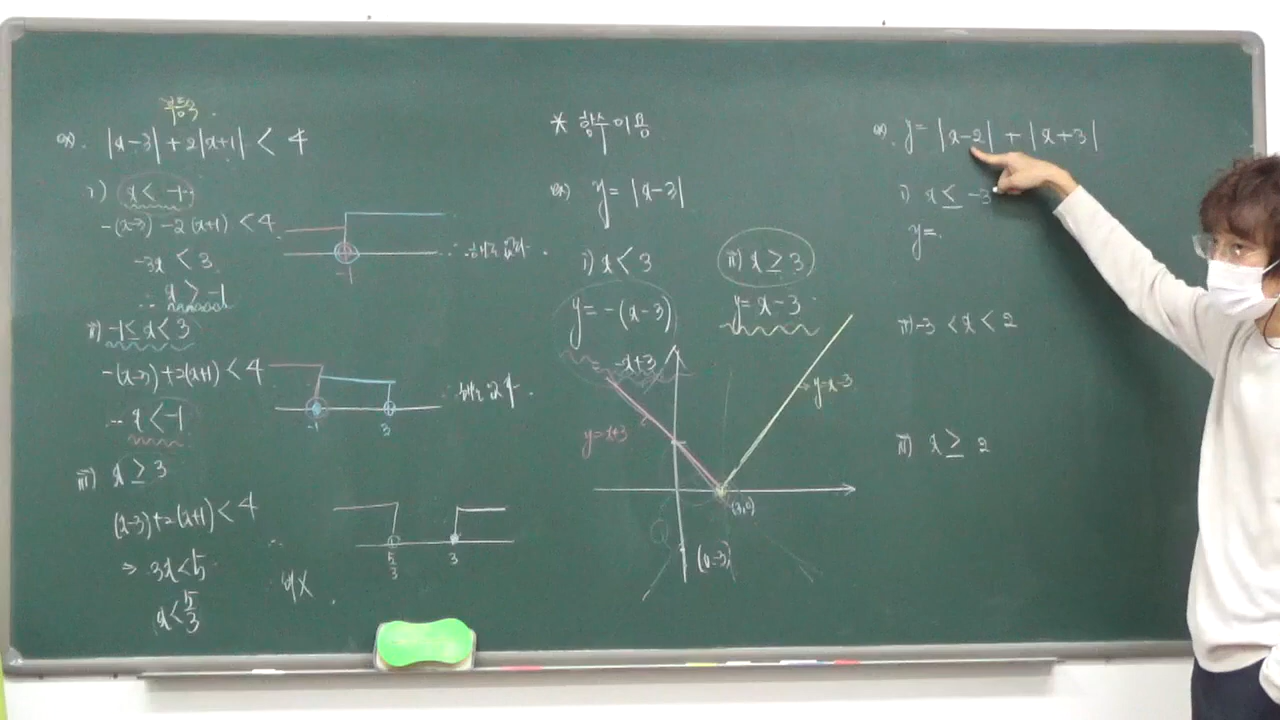 ex). |x-3| + 2|x+1| < 4
i) x < -1
-(x-3) -2(x+1) < 4
-3x < 3
∴ x > -1
-1
ii) -1 ≤ x < 3
-(x-3)+2(x+1) < 4
x < -1
-1 3
iii) x ≥ 3
(x-3)+2(x+1) < 4
⇒ 3x < 5
x < 5/3
5/3 3
* 함수 이용
ex) y = |x-3|
i) x < 3
y = -(x-3)
-x+3
ii) x ≥ 3
y = x-3
y=x+3
y=x-3
(3,0)
(0,-3)
ex) y = |x-2| + |x+3|
i) x ≤ -3
y =
ii) -3 < x < 2
iii) x ≥ 2